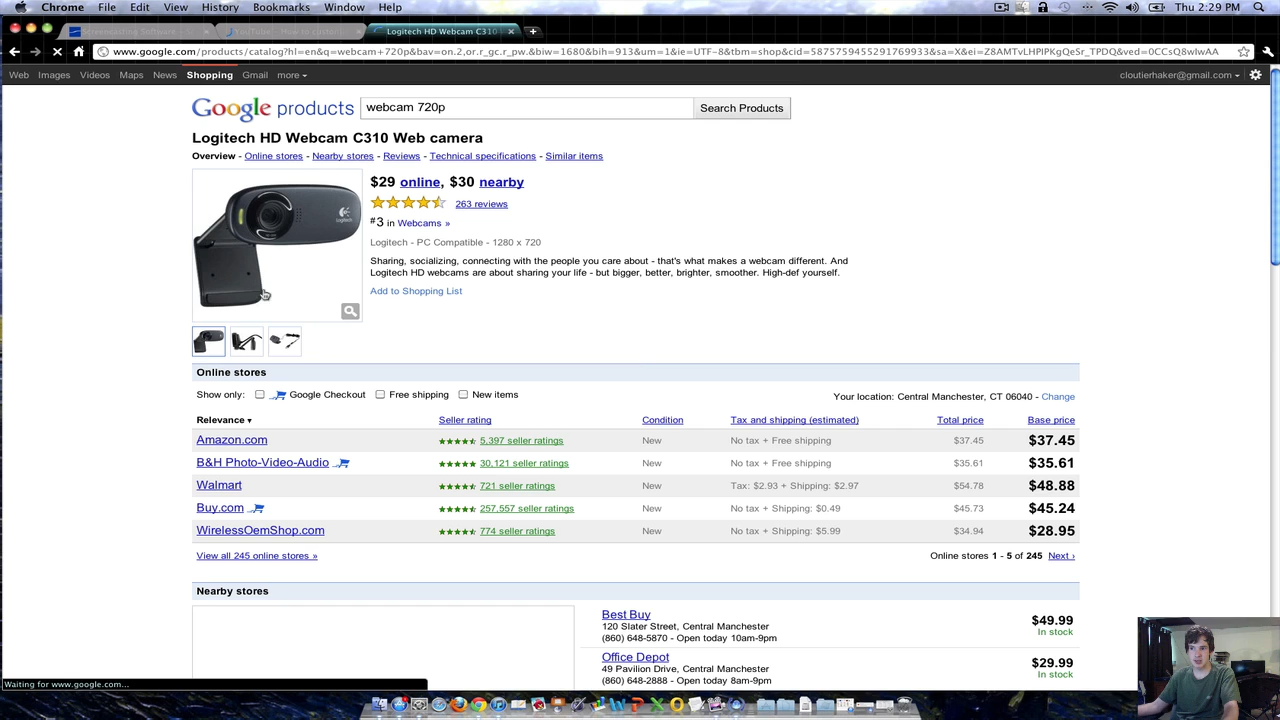 Chrome File Edit View History Bookmarks Window Help
Thu 2:29 PM
Screencasting Software
YouTube - How to custom
Logitech HD Webcam C310
www.google.com/products/catalog?hl=en&q=webcam+720p&bav=on.2,or.r_gc.r_pw.&biw=1680&bih=913&um=1&ie=UTF-8&tbm=shop&cid=5875759455291769933&sa=X&ei=Z8AMTvLHPIPKgQeSr_TPDQ&ved=0CCsQ8wIwAA
Web Images Videos Maps News Shopping Gmail more
cloutierhaker@gmail.com
Google products
webcam 720p
Search Products
Logitech HD Webcam C310 Web camera
Overview - Online stores - Nearby stores - Reviews - Technical specifications - Similar items
$29 online, $30 nearby
263 reviews
#3 in Webcams »
Logitech - PC Compatible - 1280 x 720
Sharing, socializing, connecting with the people you care about - that's what makes a webcam different. And
Logitech HD webcams are about sharing your life - but bigger, better, brighter, smoother. High-def yourself.
Add to Shopping List
Logitech
Online stores
Show only: Google Checkout Free shipping New items
Your location: Central Manchester, CT 06040 - Change
Relevance Seller rating Condition Tax and shipping (estimated) Total price Base price
Amazon.com 5,397 seller ratings New No tax + Free shipping $37.45 $37.45
B&H Photo-Video-Audio 30,121 seller ratings New No tax + Free shipping $35.61 $35.61
Walmart 721 seller ratings New Tax: $2.93 + Shipping: $2.97 $54.78 $48.88
Buy.com 257,557 seller ratings New No tax + Shipping: $0.49 $45.73 $45.24
WirelessOemShop.com 774 seller ratings New No tax + Shipping: $5.99 $34.94 $28.95
View all 245 online stores »
Online stores 1 - 5 of 245 Next ›
Nearby stores
Best Buy
120 Slater Street, Central Manchester
(860) 648-5870 - Open today 10am-9pm
$49.99
In stock
Office Depot
49 Pavilion Drive, Central Manchester
(860) 648-2888 - Open today 8am-9pm
$29.99
In stock
Waiting for www.google.com...